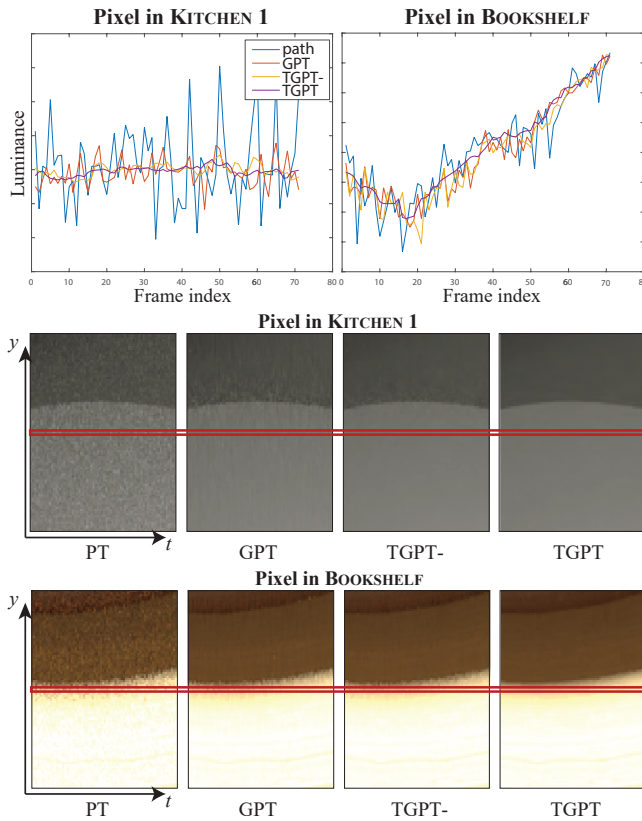 Pixel in KITCHEN 1
Pixel in BOOKSHELF
path
GPT
TGPT-
TGPT
Luminance
0 10 20 30 40 50 60 70 80
0 10 20 30 40 50 60 70 80
Frame index
Frame index
Pixel in KITCHEN 1
y
t
PT GPT TGPT- TGPT
Pixel in BOOKSHELF
y
t
PT GPT TGPT- TGPT